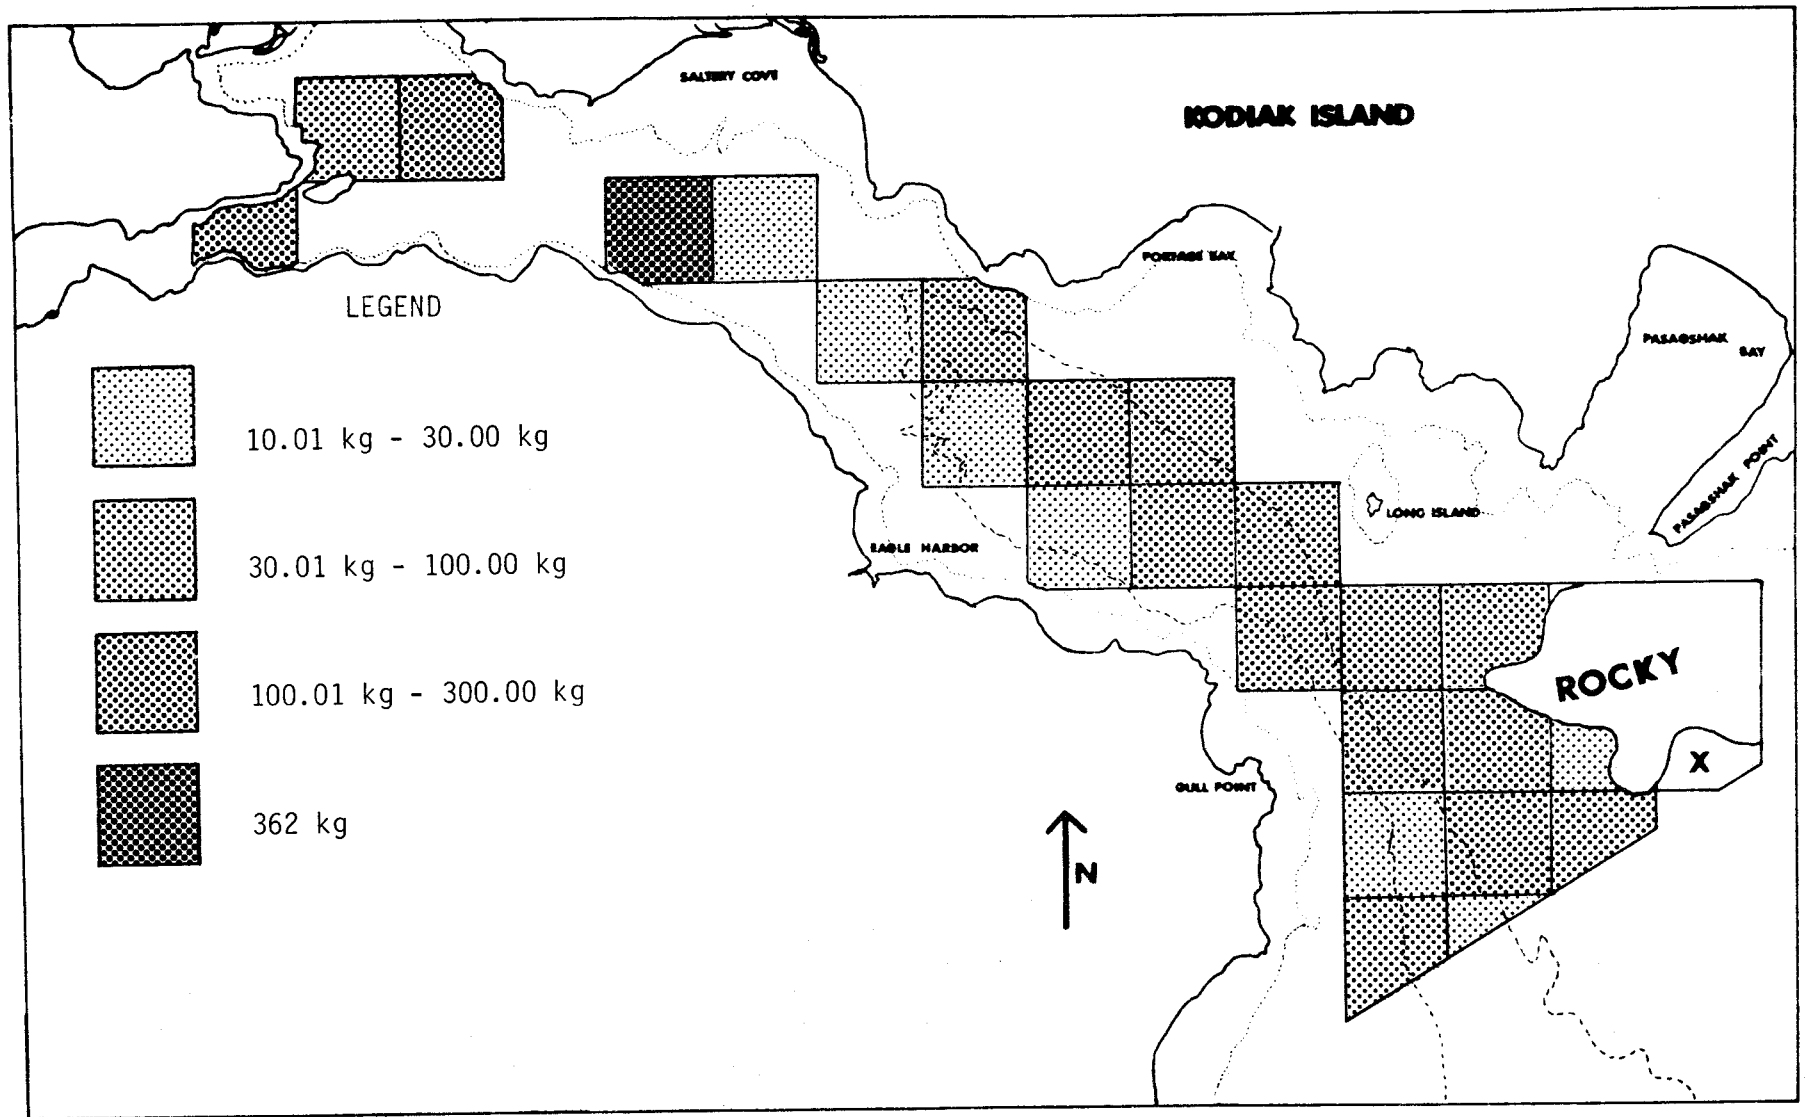 SALTERY COVE
KODIAK ISLAND
PORTAGE BAY
PASAGSHAK
BAY
LEGEND
10.01 kg - 30.00 kg
PASAGSHAK POINT
LONG ISLAND
EAGLE HARBOR
30.01 kg - 100.00 kg
ROCKY
100.01 kg - 300.00 kg
X
GULL POINT
362 kg
N